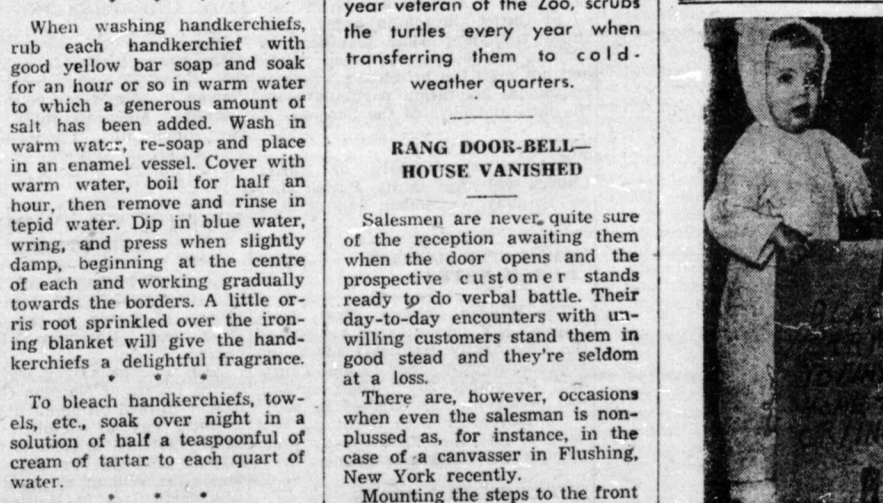 When washing handkerchiefs,
rub each handkerchief with
good yellow bar soap and soak
for an hour or so in warm water
to which a generous amount of
salt has been added. Wash in
warm water, re-soap and place
in an enamel vessel. Cover with
warm water, boil for half an
hour, then remove and rinse in
tepid water. Dip in blue water,
wring, and press when slightly
damp, beginning at the centre
of each and working gradually
towards the borders. A little or-
ris root sprinkled over the iron-
ing blanket will give the hand-
kerchiefs a delightful fragrance.
* * *
To bleach handkerchiefs, tow-
els, etc., soak over night in a
solution of half a teaspoonful of
cream of tartar to each quart of
water.
* * *
year veteran of the Zoo, scrubs
the turtles every year when
transferring them to cold-
weather quarters.
RANG DOOR-BELL—
HOUSE VANISHED
Salesmen are never quite sure
of the reception awaiting them
when the door opens and the
prospective customer stands
ready to do verbal battle. Their
day-to-day encounters with un-
willing customers stand them in
good stead and they're seldom
at a loss.
There are, however, occasions
when even the salesman is non-
plussed as, for instance, in the
case of a canvasser in Flushing,
New York recently.
Mounting the steps to the front